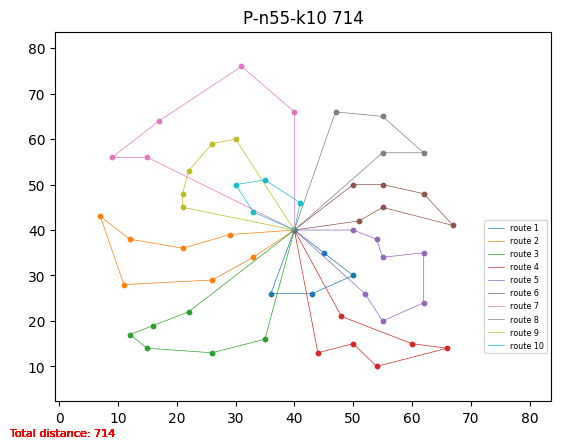 P-n55-k10 714
80
70
60
50
40
30
20
10
0 10 20 30 40 50 60 70 80
route 1
route 2
route 3
route 4
route 5
route 6
route 7
route 8
route 9
route 10
Total distance: 714